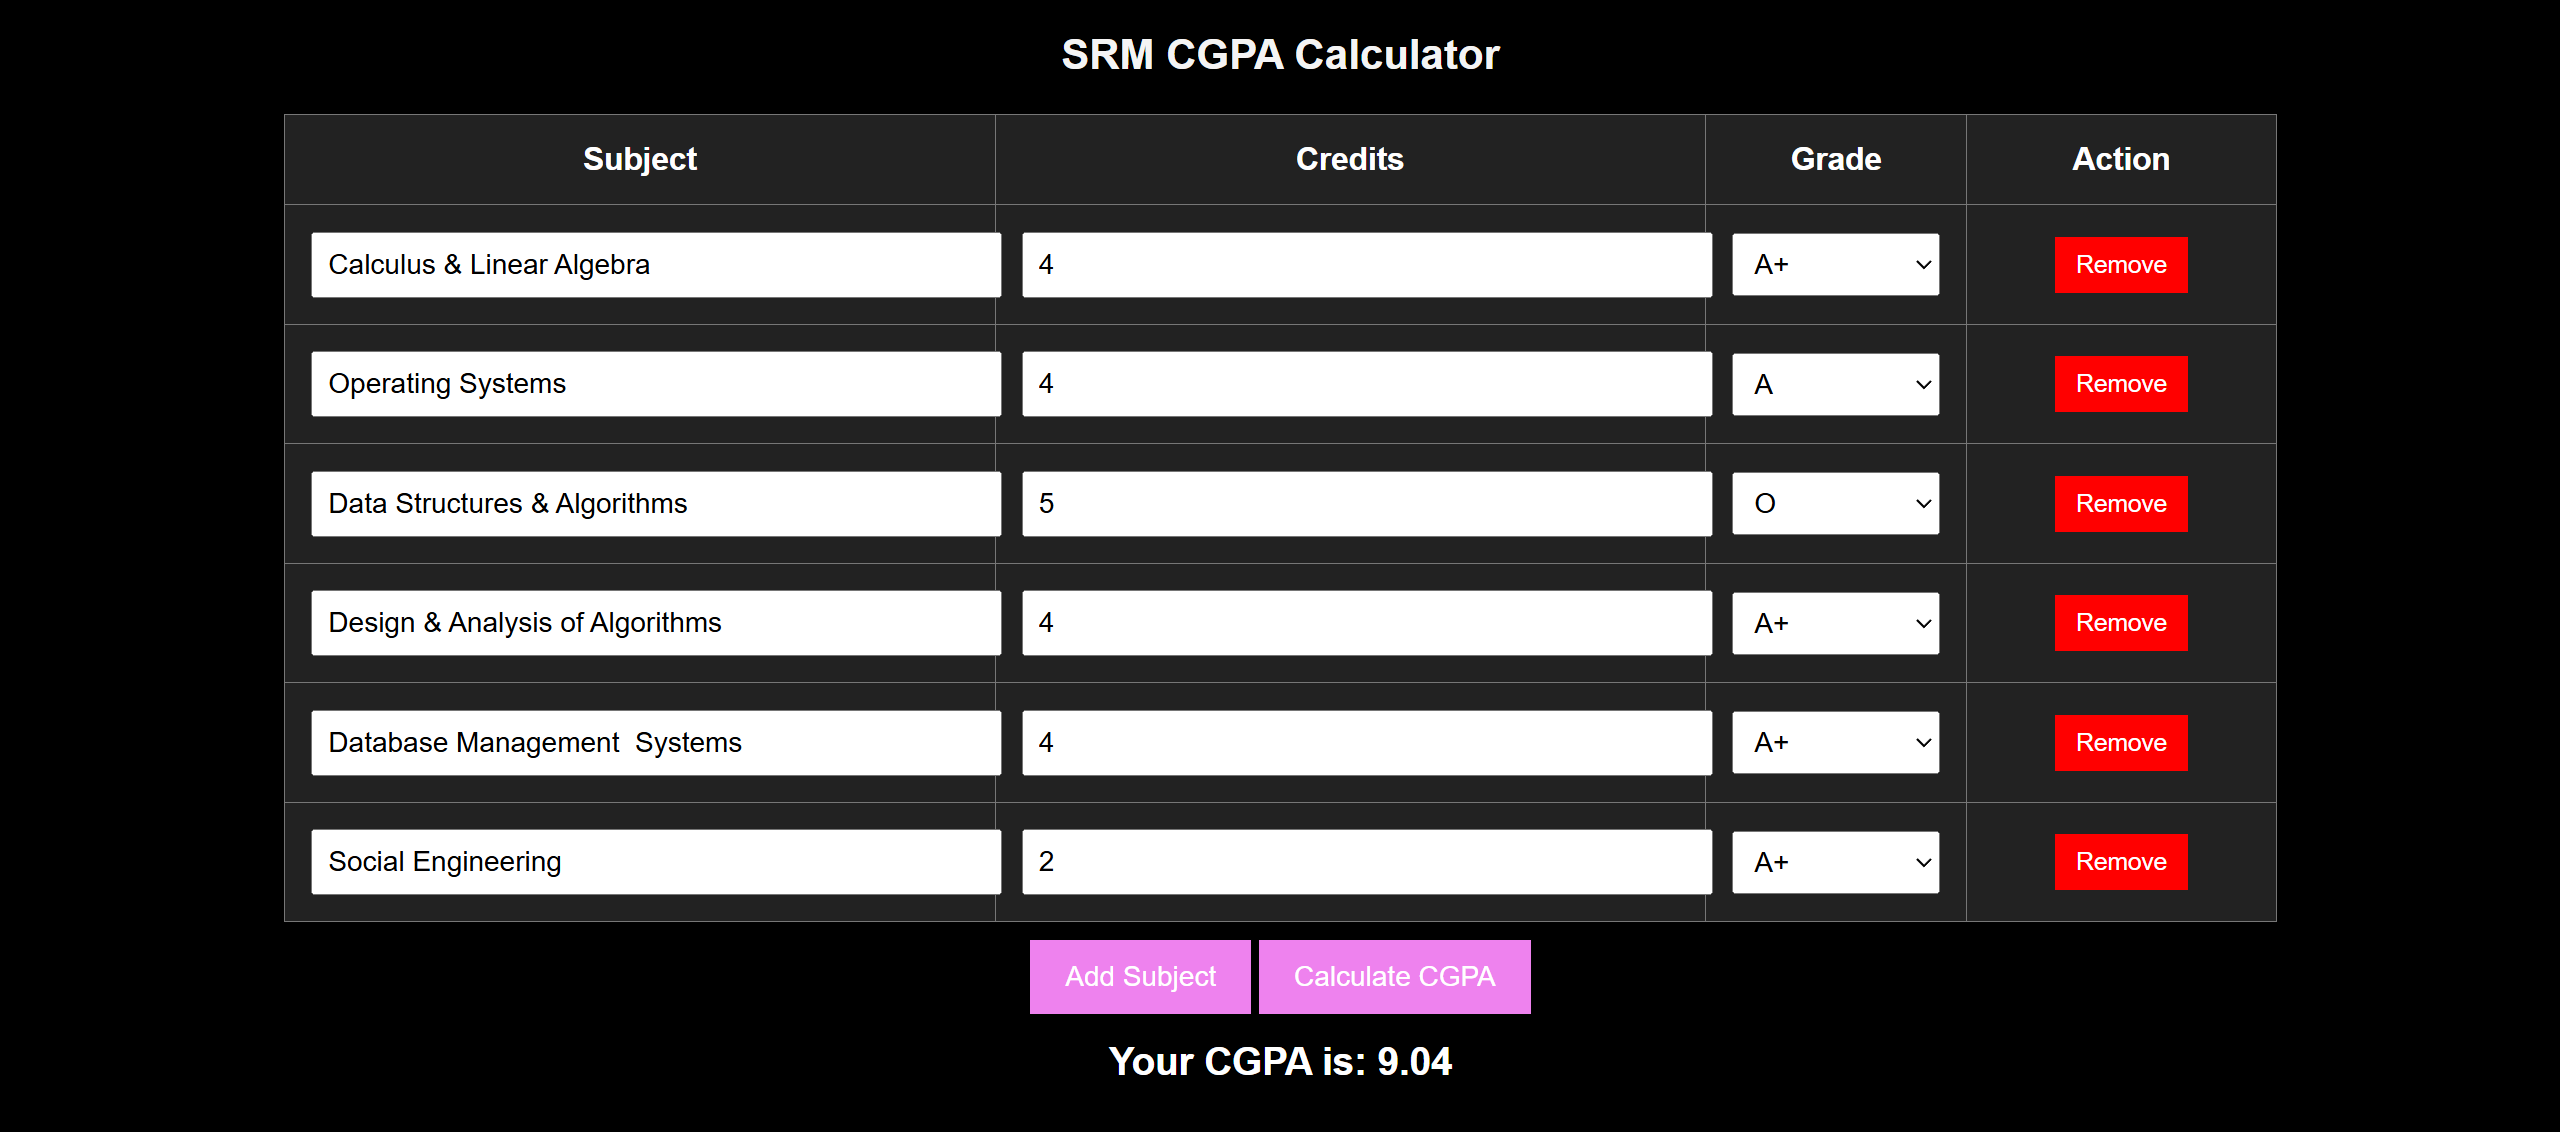 SRM CGPA Calculator
Subject Credits Grade Action
Calculus & Linear Algebra 4 A+ Remove
Operating Systems 4 A Remove
Data Structures & Algorithms 5 O Remove
Design & Analysis of Algorithms 4 A+ Remove
Database Management  Systems 4 A+ Remove
Social Engineering 2 A+ Remove
Add Subject Calculate CGPA
Your CGPA is: 9.04